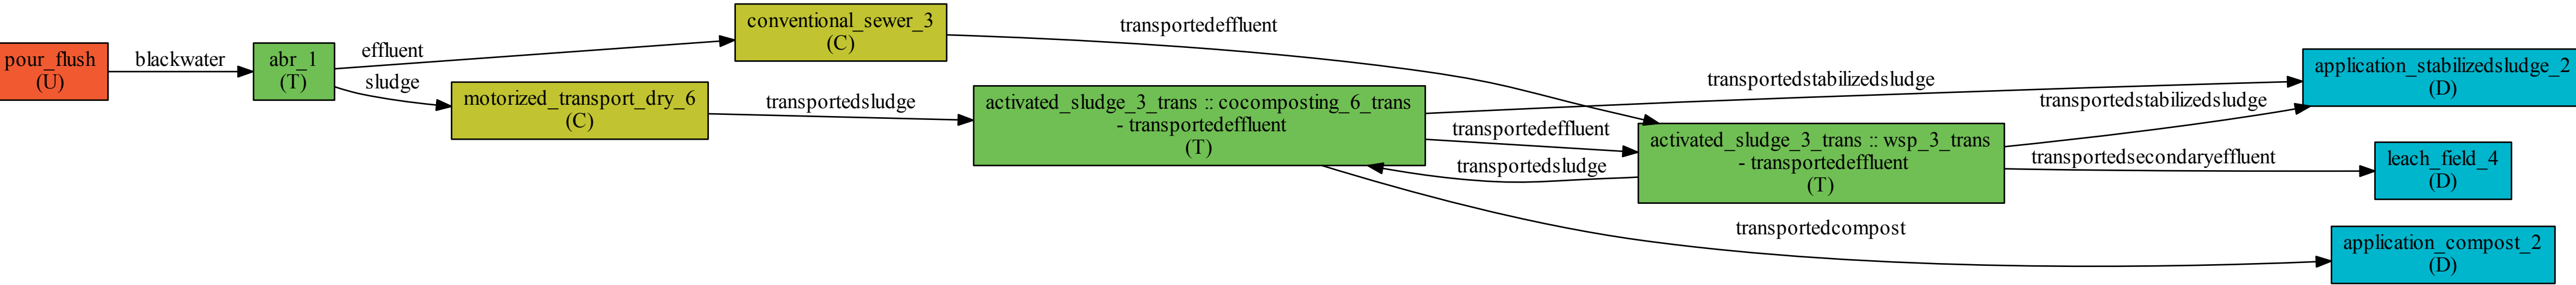 pour_flush
(U)
blackwater
abr_1
(T)
effluent
sludge
conventional_sewer_3
(C)
motorized_transport_dry_6
(C)
transportedeffluent
transportedsludge
activated_sludge_3_trans :: cocomposting_6_trans
- transportedeffluent
(T)
transportedstabilizedsludge
transportedeffluent
transportedsludge
activated_sludge_3_trans :: wsp_3_trans
- transportedeffluent
(T)
transportedstabilizedsludge
transportedsecondaryeffluent
transportedcompost
application_stabilizedsludge_2
(D)
leach_field_4
(D)
application_compost_2
(D)